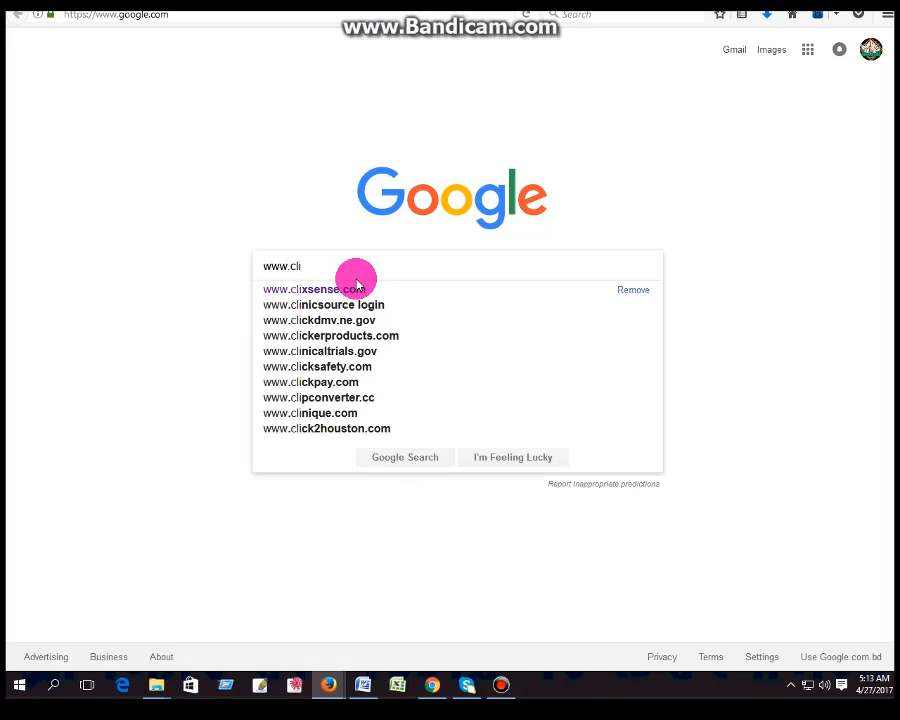 https://www.google.com
Search
www.Bandicam.com
Gmail Images
Google
www.cli
www.clixsense.com Remove
www.clinicsource login
www.clickdmv.ne.gov
www.clickerproducts.com
www.clinicaltrials.gov
www.clicksafety.com
www.clickpay.com
www.clipconverter.cc
www.clinique.com
www.click2houston.com
Google Search I'm Feeling Lucky
Report inappropriate predictions
Advertising Business About Privacy Terms Settings Use Google.com.bd
5:13 AM
4/27/2017